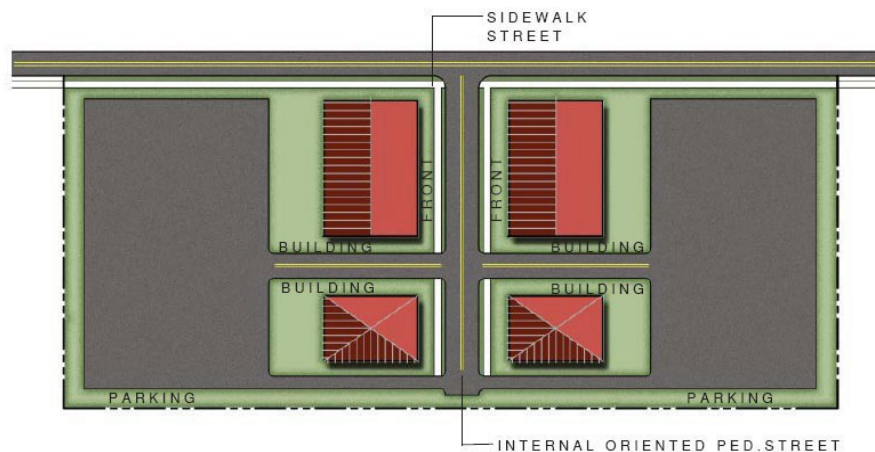 SIDEWALK
STREET
FRONT
FRONT
BUILDING
BUILDING
BUILDING
BUILDING
PARKING
PARKING
INTERNAL ORIENTED PED.STREET